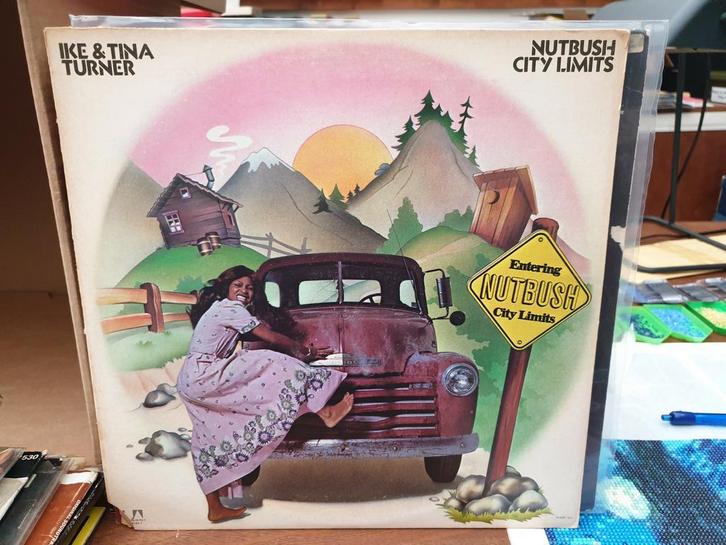 IKE & TINA
TURNER
NUTBUSH
CITY LIMITS
Entering
NUTBUSH
City Limits
530